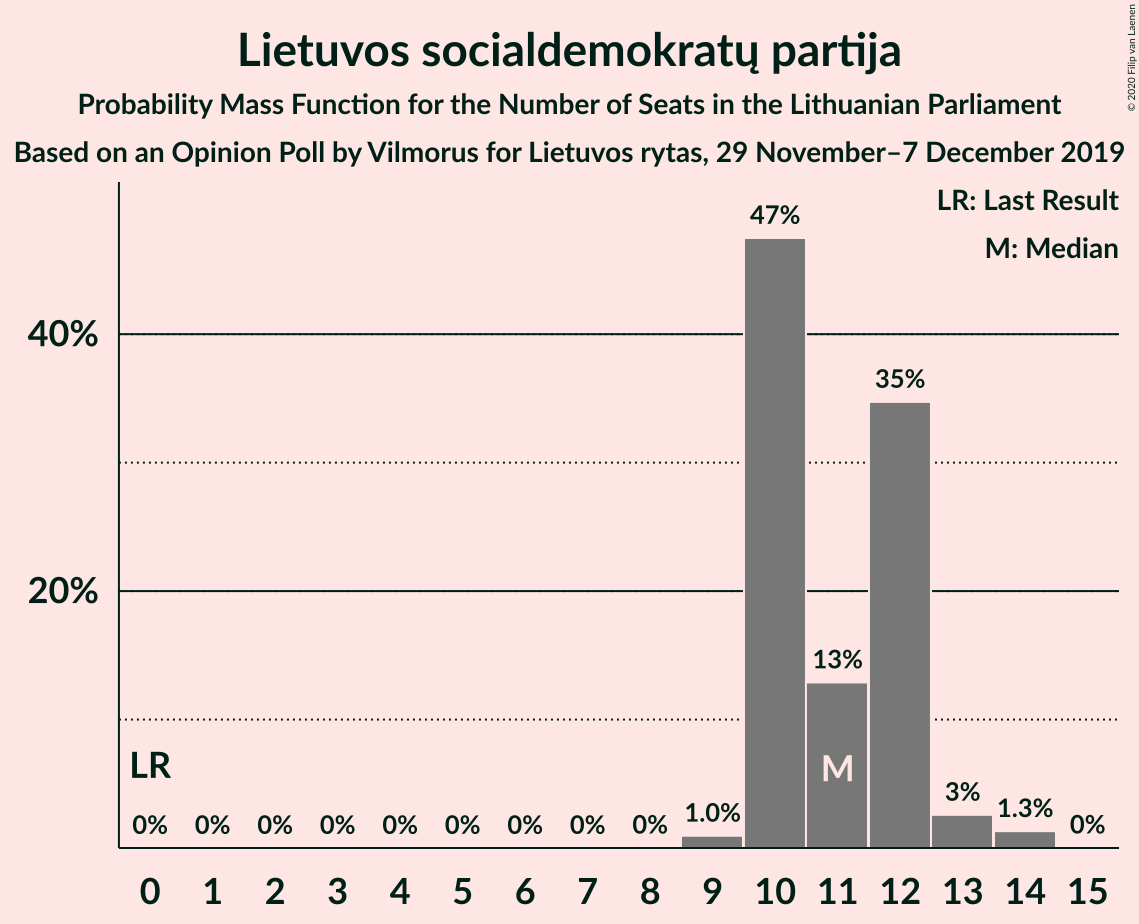 Lietuvos socialdemokratų partija
Probability Mass Function for the Number of Seats in the Lithuanian Parliament
Based on an Opinion Poll by Vilmorus for Lietuvos rytas, 29 November–7 December 2019
© 2020 Filip van Laenen
LR: Last Result
M: Median
47%
40%
35%
20%
13%
LR
M
0% 0% 0% 0% 0% 0% 0% 0% 0% 1.0% 3% 1.3% 0%
0 1 2 3 4 5 6 7 8 9 10 11 12 13 14 15